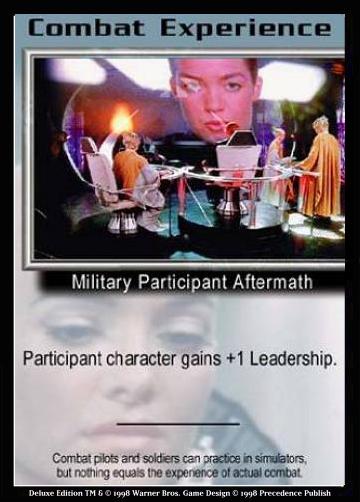 Combat Experience
Military Participant Aftermath
Participant character gains +1 Leadership.
Combat pilots and soldiers can practice in simulators,
but nothing equals the experience of actual combat.
Deluxe Edition TM & © 1998 Warner Bros. Game Design © 1998 Precedence Publish